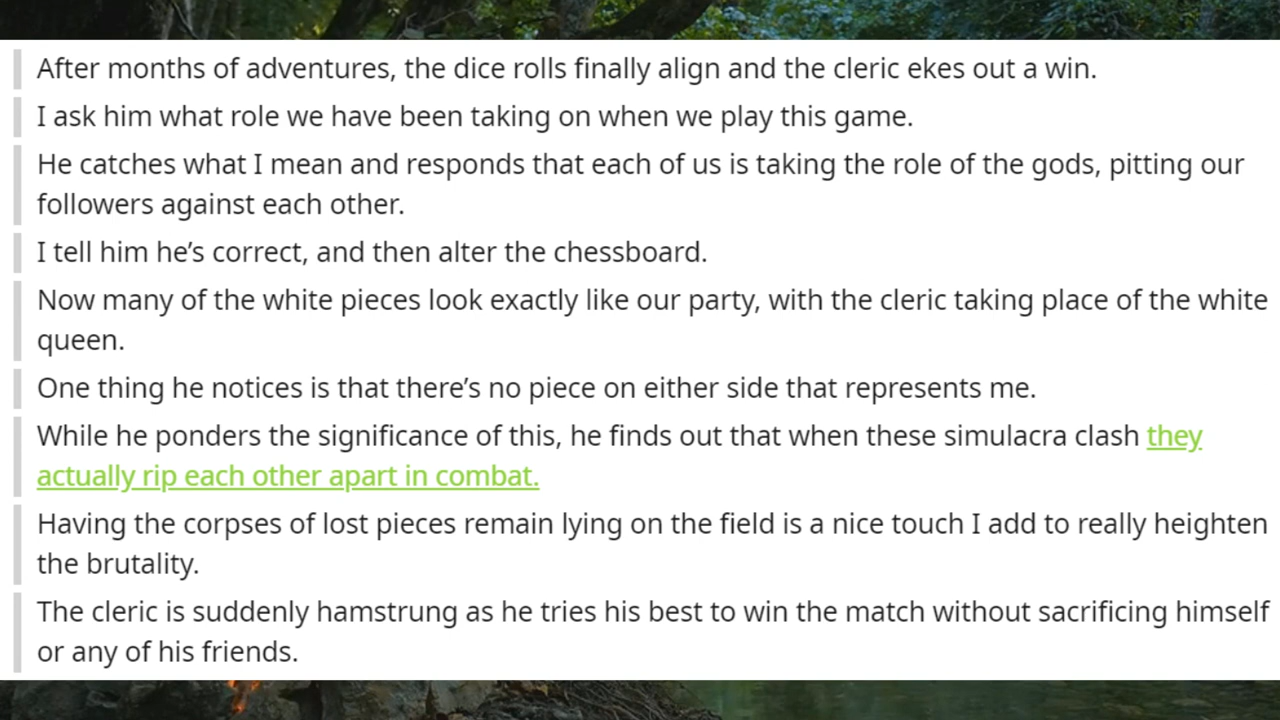 After months of adventures, the dice rolls finally align and the cleric ekes out a win.
I ask him what role we have been taking on when we play this game.
He catches what I mean and responds that each of us is taking the role of the gods, pitting our
followers against each other.
I tell him he’s correct, and then alter the chessboard.
Now many of the white pieces look exactly like our party, with the cleric taking place of the white
queen.
One thing he notices is that there’s no piece on either side that represents me.
While he ponders the significance of this, he finds out that when these simulacra clash they
actually rip each other apart in combat.
Having the corpses of lost pieces remain lying on the field is a nice touch I add to really heighten
the brutality.
The cleric is suddenly hamstrung as he tries his best to win the match without sacrificing himself
or any of his friends.